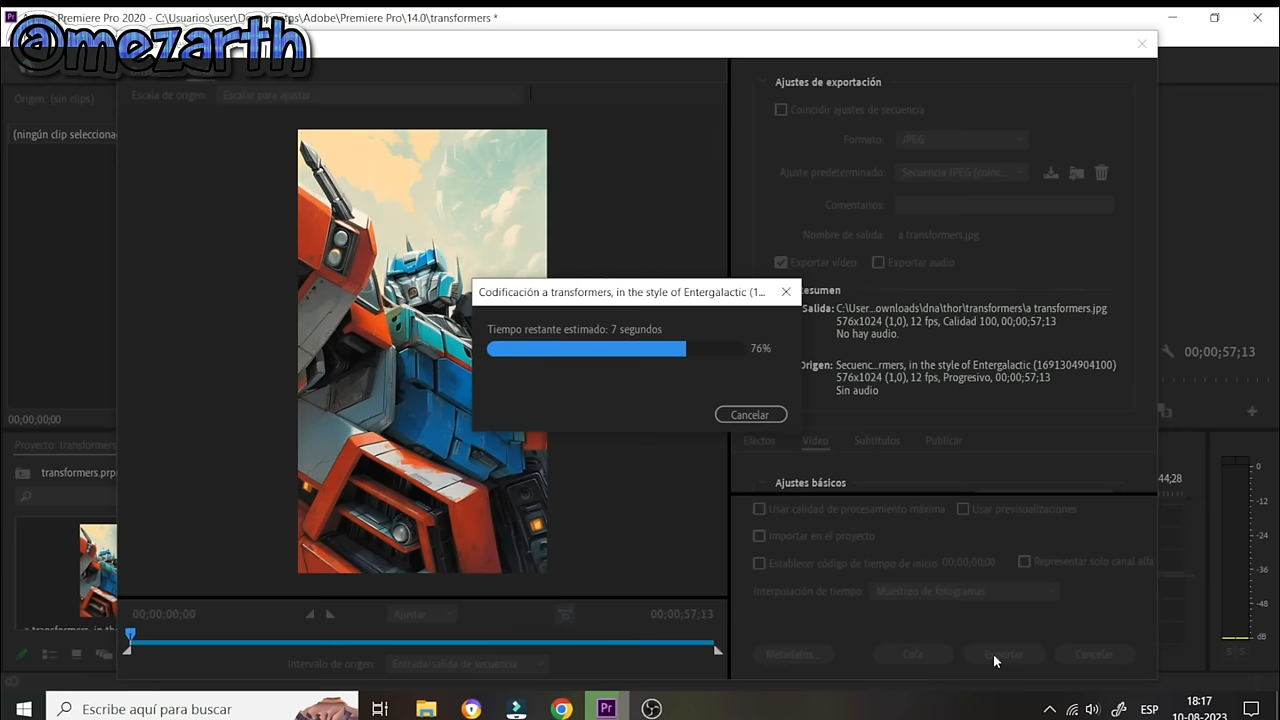 Adobe Premiere Pro 2020 - C:\Usuarios\user\Documentos\Adobe\Premiere Pro\14.0\transformers *
@mezarth
Origen: (sin clips)
Escala de origen:
Escalar para ajustar
(ningún clip selecciona
00;00;00;00
Ajustes de exportación
Coincidir ajustes de secuencia
Formato:
JPEG
Ajuste predeterminado:
Secuencia JPEG (coinc...
Comentarios:
Nombre de salida:
a transformers.jpg
Exportar vídeo
Exportar audio
esumen
Salida:
C:\User...ownloads\dna\thor\transformers\a transformers.jpg
576x1024 (1,0), 12 fps, Calidad 100, 00;00;57;13
No hay audio.
Origen:
Secuenc...rmers, in the style of Entergalactic (1691304904100)
576x1024 (1,0), 12 fps, Progresivo, 00;00;57;13
Sin audio
Codificación a transformers, in the style of Entergalactic (1...
Tiempo restante estimado: 7 segundos
76%
Cancelar
00;00;57;13
Efectos
Vídeo
Subtítulos
Publicar
Ajustes básicos
44;28
Usar calidad de procesamiento máxima
Usar previsualizaciones
Importar en el proyecto
Establecer código de tiempo de inicio
00;00;00;00
Representar solo canal alfa
Interpolación de tiempo:
Muestreo de fotogramas
Metadatos...
Cola
Exportar
Cancelar
Proyecto: transformers
transformers.prp
a transformers, in th
00;00;00;00
Ajustar
00;00;57;13
Intervalo de origen:
Entrada/salida de secuencia
0
-12
-24
-36
-48
dB
S S
Escribe aquí para buscar
Pr
ESP
18:17
10-08-2023